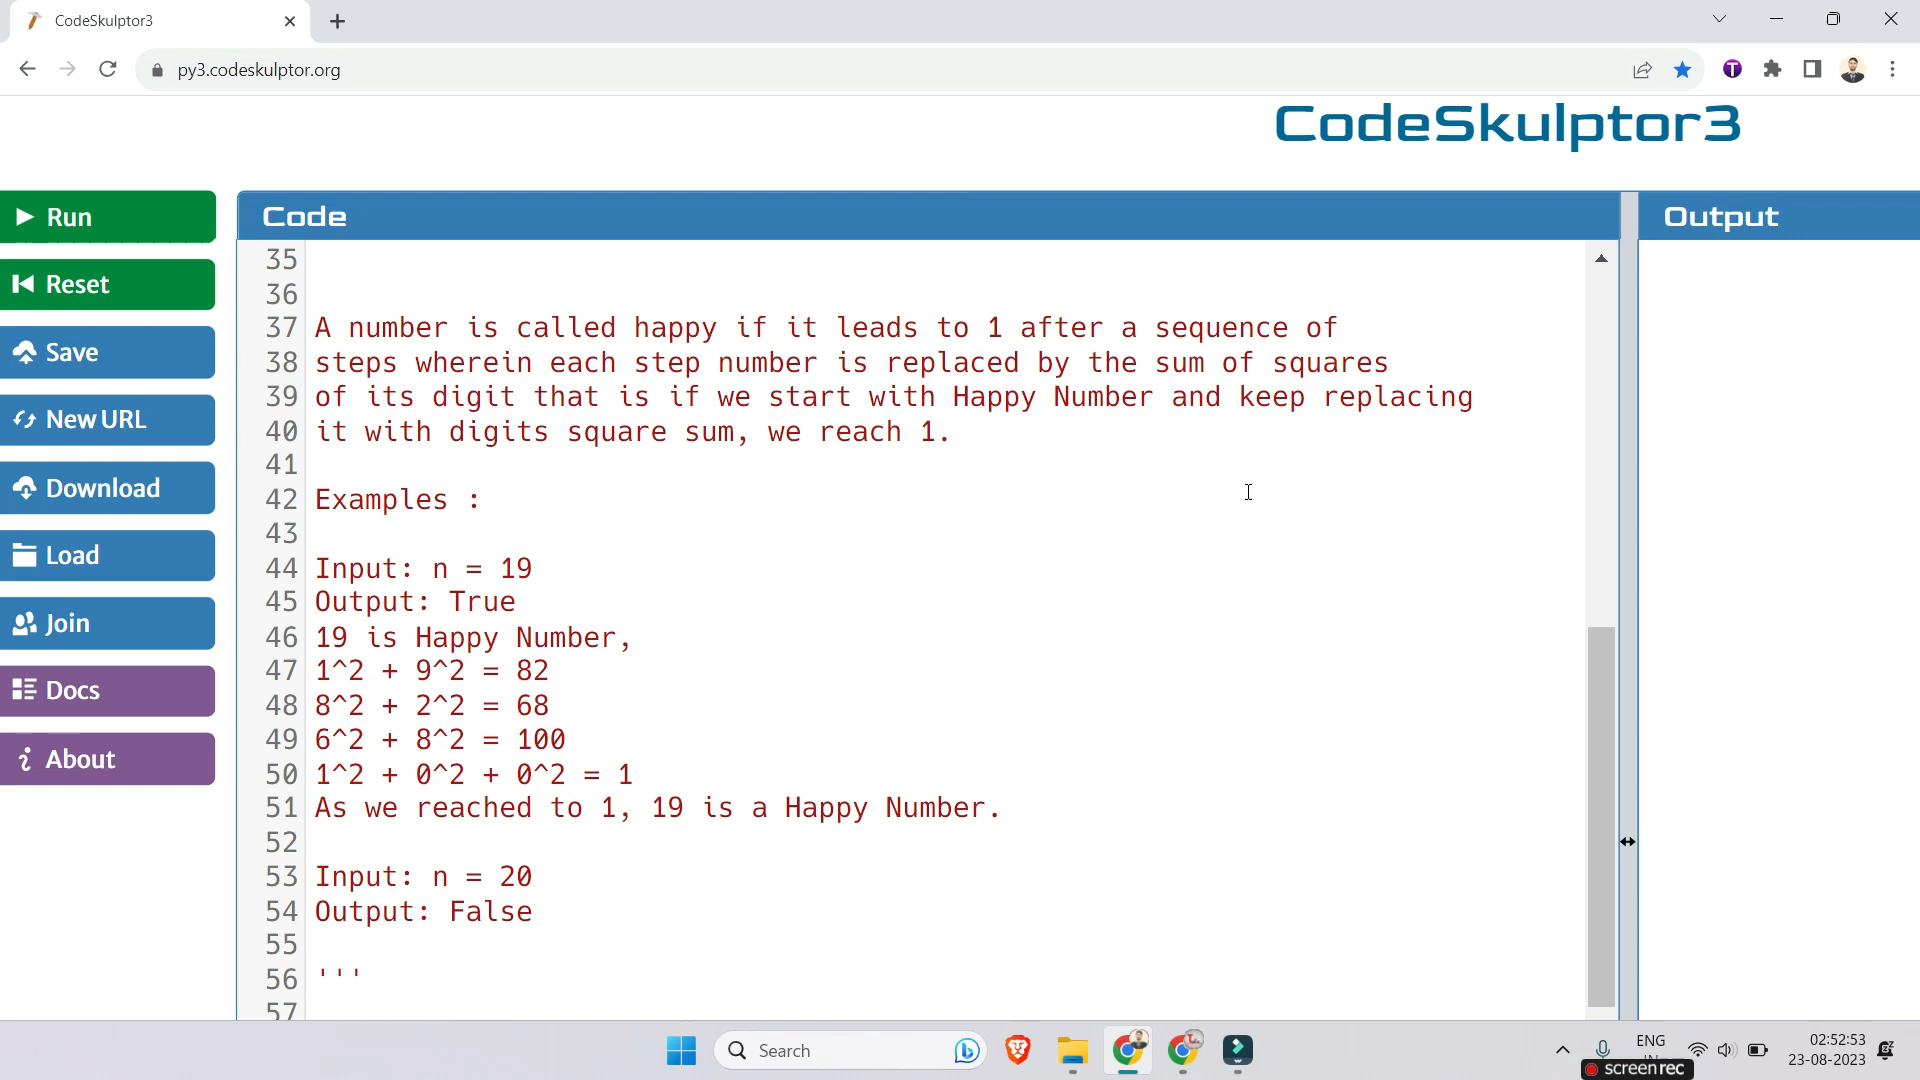 CodeSkulptor3
py3.codeskulptor.org
CodeSkulptor3
Run
Reset
Save
New URL
Download
Load
Join
Docs
About
Code
Output
35
36
37 A number is called happy if it leads to 1 after a sequence of
38 steps wherein each step number is replaced by the sum of squares
39 of its digit that is if we start with Happy Number and keep replacing
40 it with digits square sum, we reach 1.
41
42 Examples :
43
44 Input: n = 19
45 Output: True
46 19 is Happy Number,
47 1^2 + 9^2 = 82
48 8^2 + 2^2 = 68
49 6^2 + 8^2 = 100
50 1^2 + 0^2 + 0^2 = 1
51 As we reached to 1, 19 is a Happy Number.
52
53 Input: n = 20
54 Output: False
55
56 '''
57
Search
ENG
02:52:53
23-08-2023
screenrec